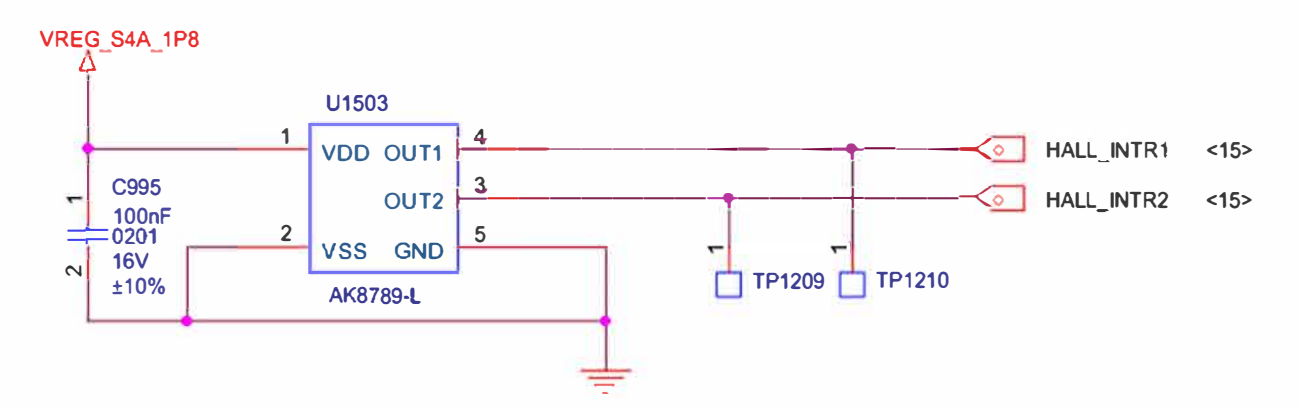 VREG_S4A_1P8
U1503
1
VDD OUT1
4
HALL_INTR1 <15>
OUT2
3
HALL_INTR2 <15>
1
C995
100nF
0201
16V
±10%
2
2
VSS GND
5
AK8789-L
1
TP1209
1
TP1210